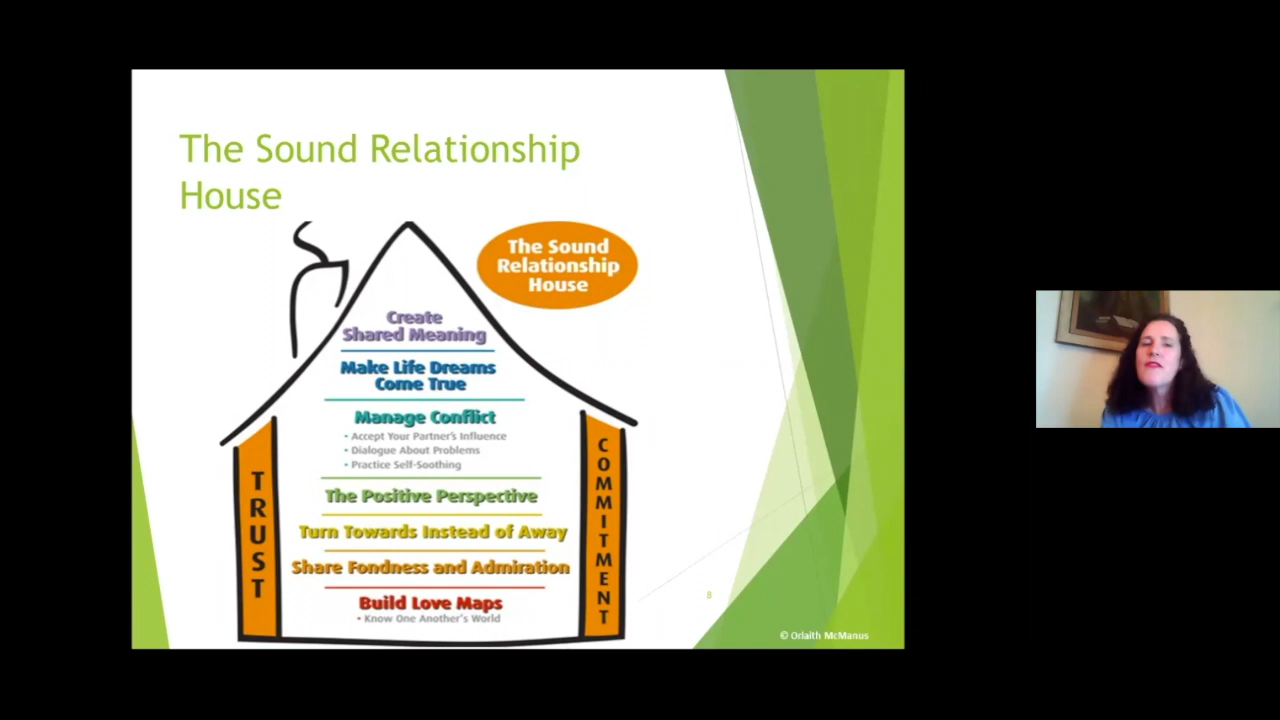 The Sound Relationship
House
The Sound
Relationship
House
Create
Shared Meaning
Make Life Dreams
Come True
Manage Conflict
• Accept Your Partner's Influence
• Dialogue About Problems
• Practice Self-Soothing
The Positive Perspective
Turn Towards Instead of Away
Share Fondness and Admiration
Build Love Maps
• Know One Another's World
TRUST
COMMITMENT
8
© Orlaith McManus